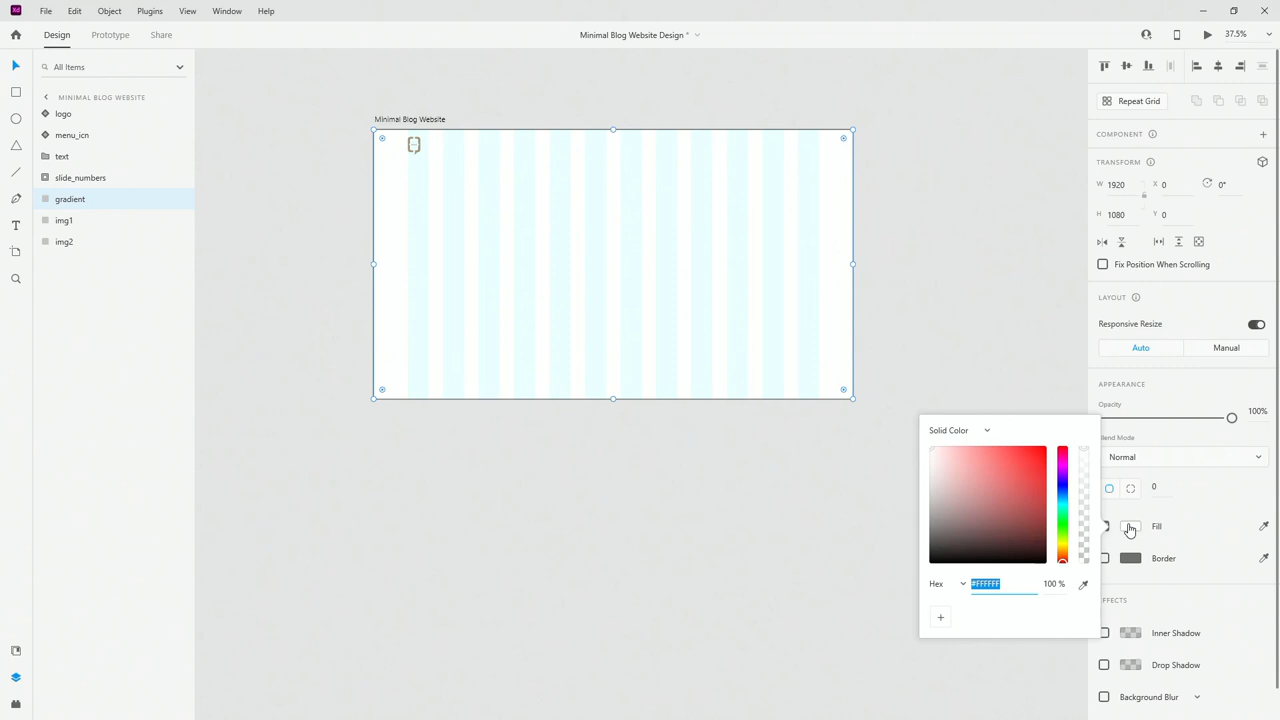 Xd File Edit Object Plugins View Window Help
Design Prototype Share
Minimal Blog Website Design *
37.5%
All Items
MINIMAL BLOG WEBSITE
logo
menu_icn
text
slide_numbers
gradient
img1
img2
Minimal Blog Website
Repeat Grid
COMPONENT
TRANSFORM
W 1920 X 0 0°
H 1080 Y 0
Fix Position When Scrolling
LAYOUT
Responsive Resize
Auto Manual
APPEARANCE
Opacity
100%
Blend Mode
Normal
0
Fill
Border
EFFECTS
Inner Shadow
Drop Shadow
Background Blur
Solid Color
Hex #FFFFFF 100 %